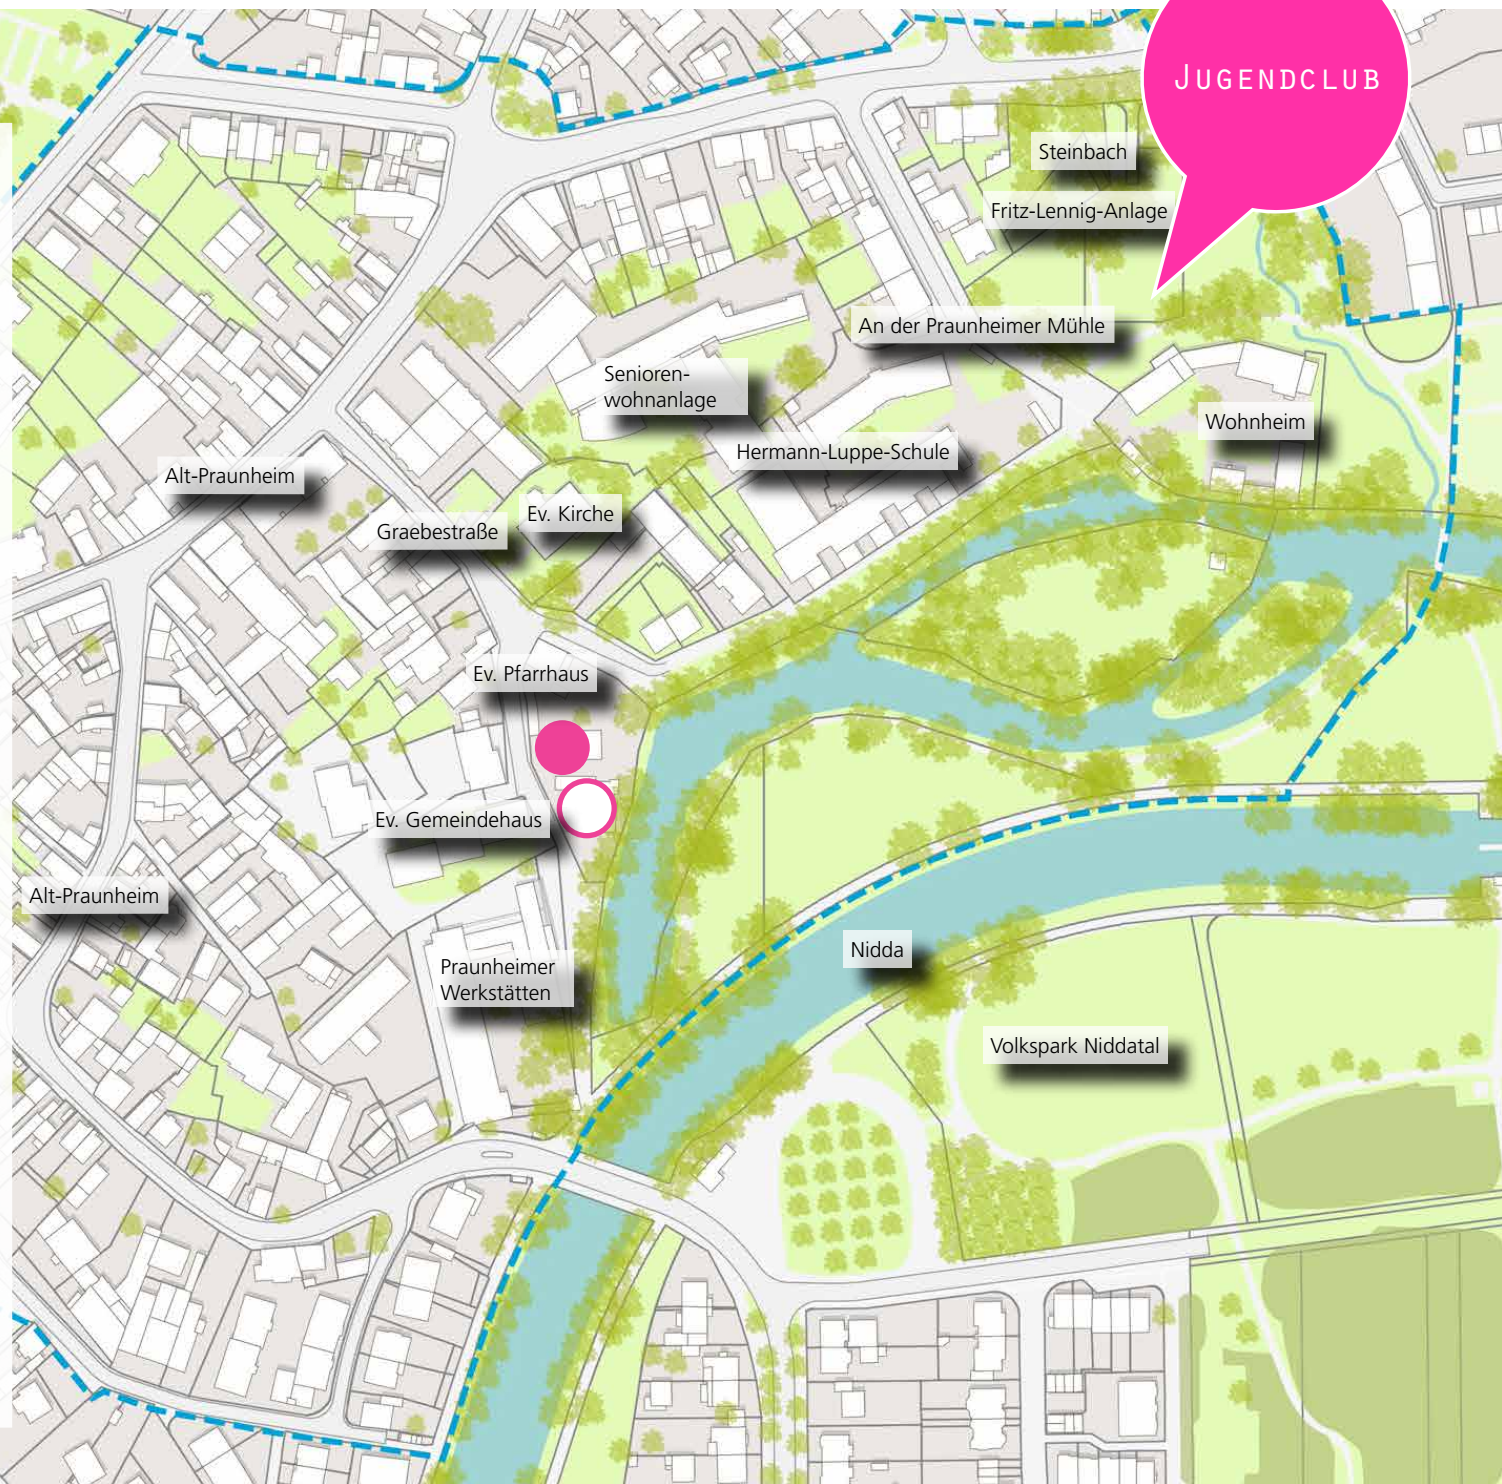 JUGENDCLUB
Steinbach
Fritz-Lennig-Anlage
An der Praunheimer Mühle
Senioren-
wohnanlage
Wohnheim
Hermann-Luppe-Schule
Alt-Praunheim
Ev. Kirche
Graebestraße
Ev. Pfarrhaus
Ev. Gemeindehaus
Alt-Praunheim
Nidda
Praunheimer
Werkstätten
Volkspark Niddatal